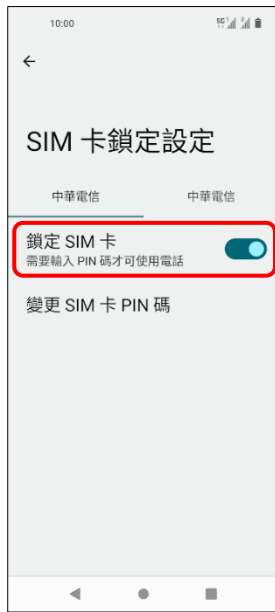 10:00
5G
SIM 卡鎖定設定
中華電信 中華電信
鎖定 SIM 卡
需要輸入 PIN 碼才可使用電話
變更 SIM 卡 PIN 碼